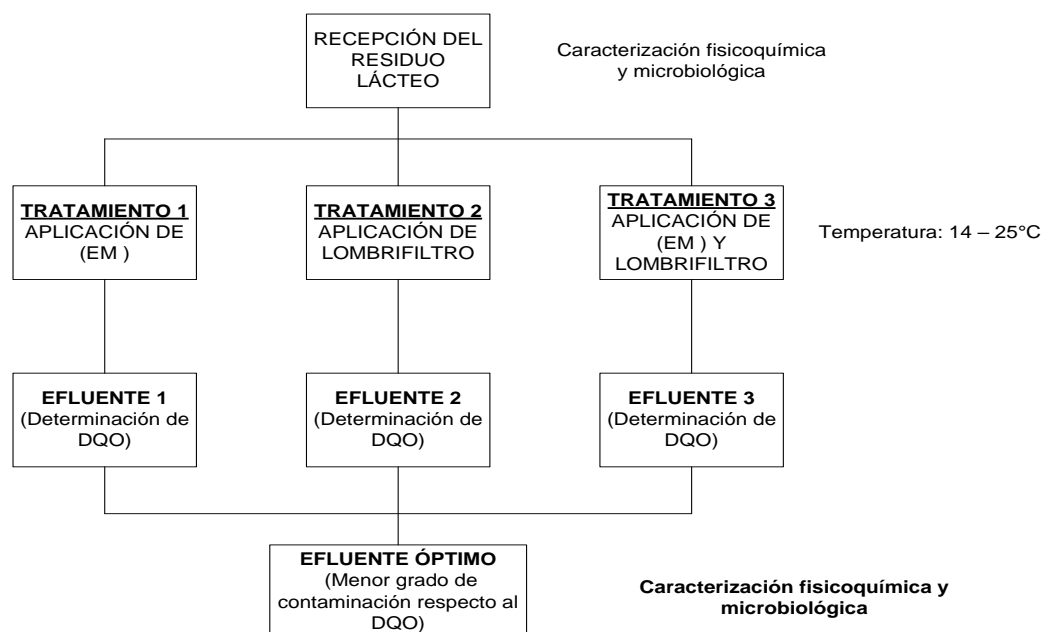 RECEPCIÓN DEL
RESIDUO
LÁCTEO
Caracterización fisicoquímica
y microbiológica
TRATAMIENTO 1
APLICACIÓN DE
(EM )
TRATAMIENTO 2
APLICACIÓN DE
LOMBRIFILTRO
TRATAMIENTO 3
APLICACIÓN DE
(EM ) Y
LOMBRIFILTRO
Temperatura: 14 – 25°C
EFLUENTE 1
(Determinación de
DQO)
EFLUENTE 2
(Determinación de
DQO)
EFLUENTE 3
(Determinación de
DQO)
EFLUENTE ÓPTIMO
(Menor grado de
contaminación respecto al
DQO)
Caracterización fisicoquímica y
microbiológica